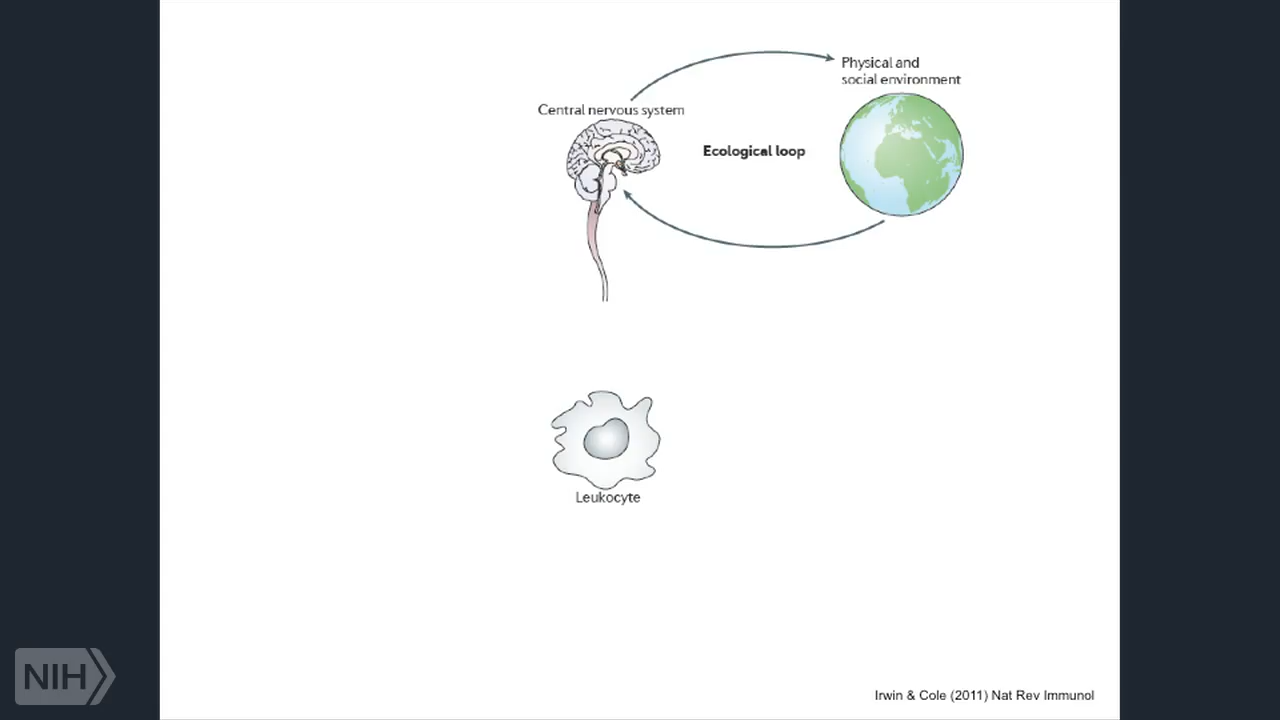 Physical and
social environment
Central nervous system
Ecological loop
Leukocyte
NIH
Irwin & Cole (2011) Nat Rev Immunol